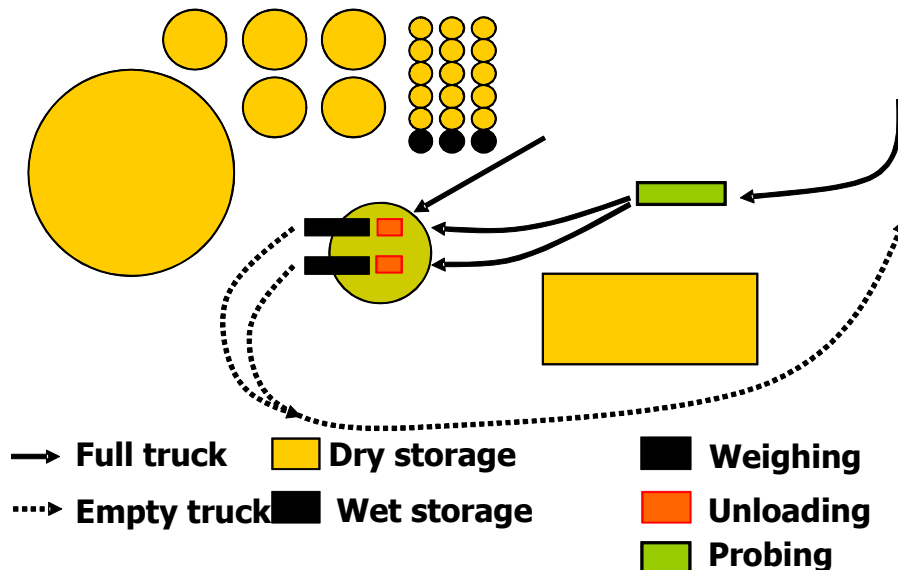 Full truck
Dry storage
Weighing
Empty truck
Wet storage
Unloading
Probing